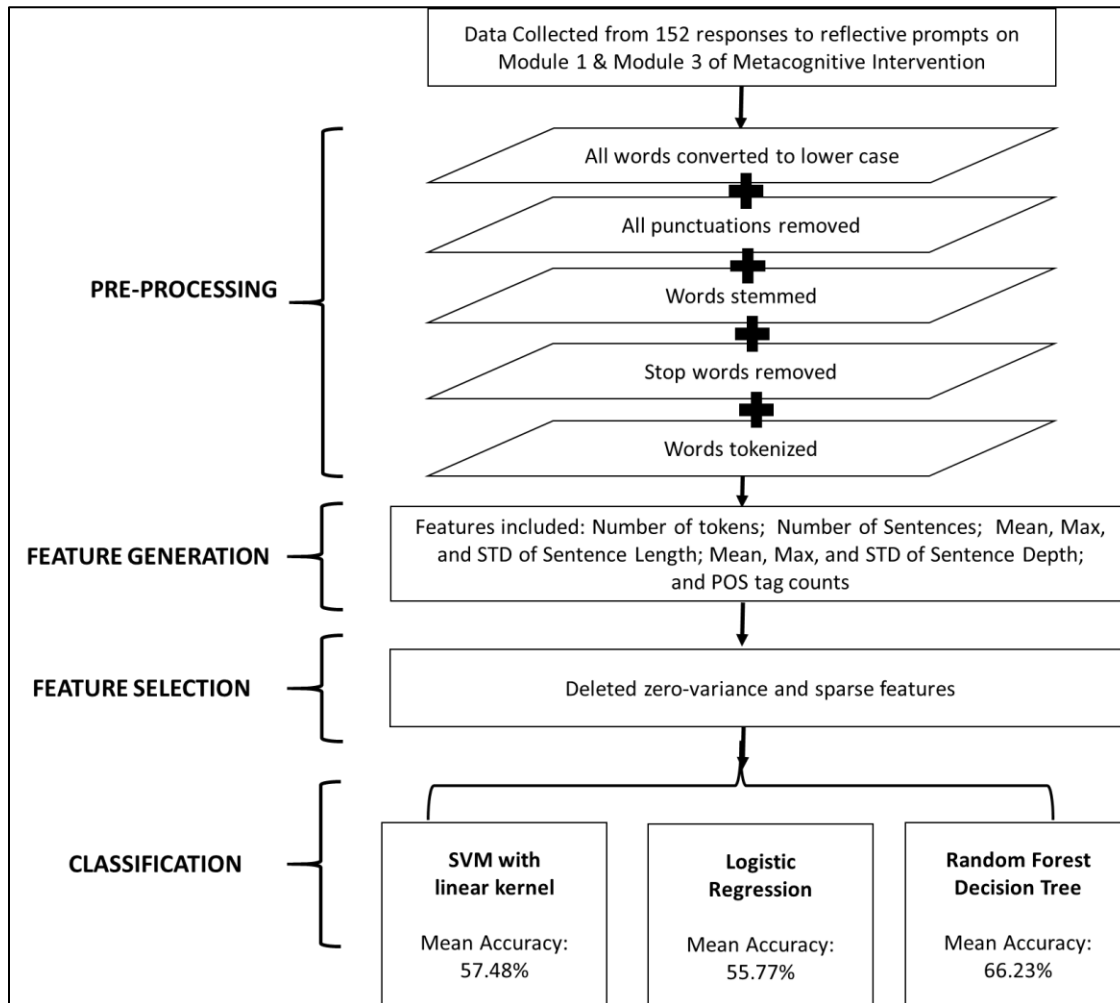 Data Collected from 152 responses to reflective prompts on
Module 1 & Module 3 of Metacognitive Intervention
PRE-PROCESSING
All words converted to lower case
All punctuations removed
Words stemmed
Stop words removed
Words tokenized
FEATURE GENERATION
Features included: Number of tokens; Number of Sentences; Mean, Max,
and STD of Sentence Length; Mean, Max, and STD of Sentence Depth;
and POS tag counts
FEATURE SELECTION
Deleted zero-variance and sparse features
CLASSIFICATION
SVM with
linear kernel
Mean Accuracy:
57.48%
Logistic
Regression
Mean Accuracy:
55.77%
Random Forest
Decision Tree
Mean Accuracy:
66.23%